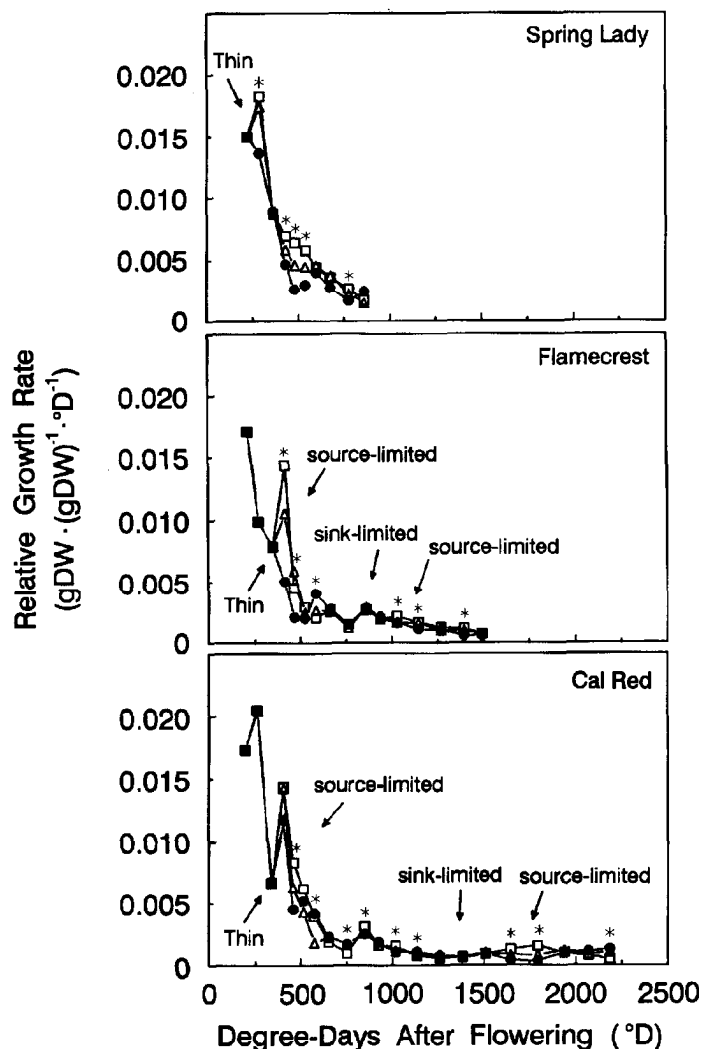 Spring Lady
Thin
*
* * *
*
0.020
0.015
0.010
0.005
0
Flamecrest
*
source-limited
sink-limited
source-limited
*
*
* *
*
Thin
0.020
0.015
0.010
0.005
0
Cal Red
source-limited
*
sink-limited
source-limited
*
* * * *
* *
*
Thin
0.020
0.015
0.010
0.005
0
0 500 1000 1500 2000 2500
Relative Growth Rate
(gDW·(gDW)⁻¹·°D⁻¹)
Degree-Days After Flowering (°D)